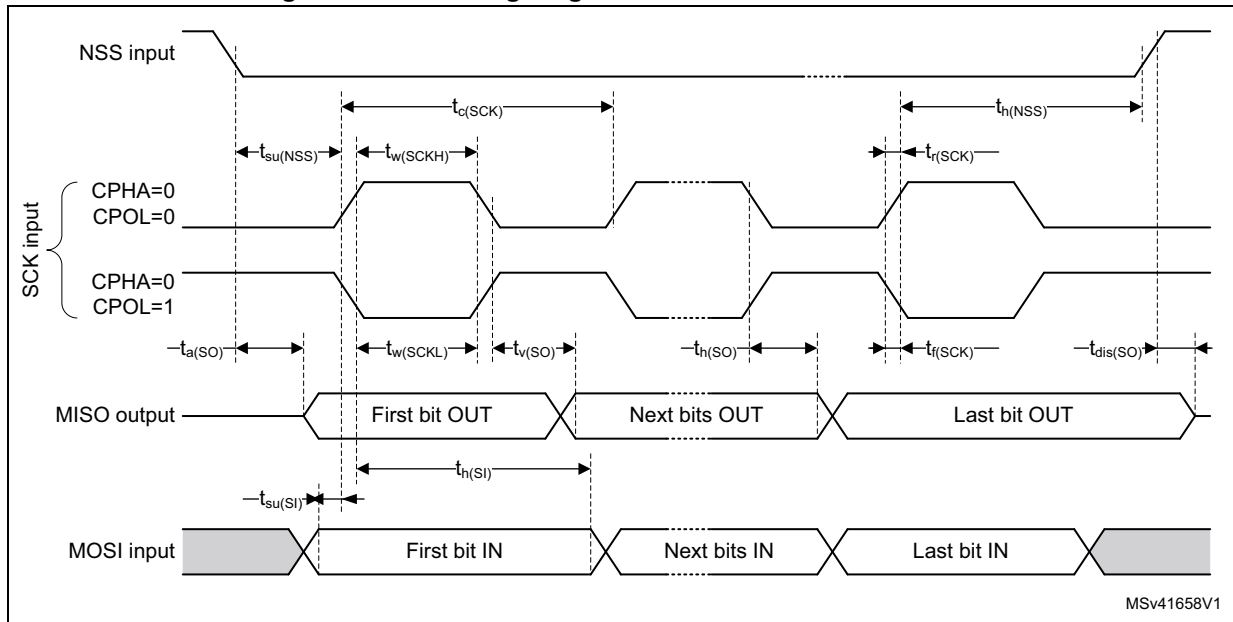 NSS input
tc(SCK)
th(NSS)
tsu(NSS)
tw(SCKH)
tr(SCK)
SCK input
CPHA=0
CPOL=0
CPHA=0
CPOL=1
ta(SO)
tw(SCKL)
tv(SO)
th(SO)
tf(SCK)
tdis(SO)
MISO output
First bit OUT
Next bits OUT
Last bit OUT
th(SI)
tsu(SI)
MOSI input
First bit IN
Next bits IN
Last bit IN
MSv41658V1